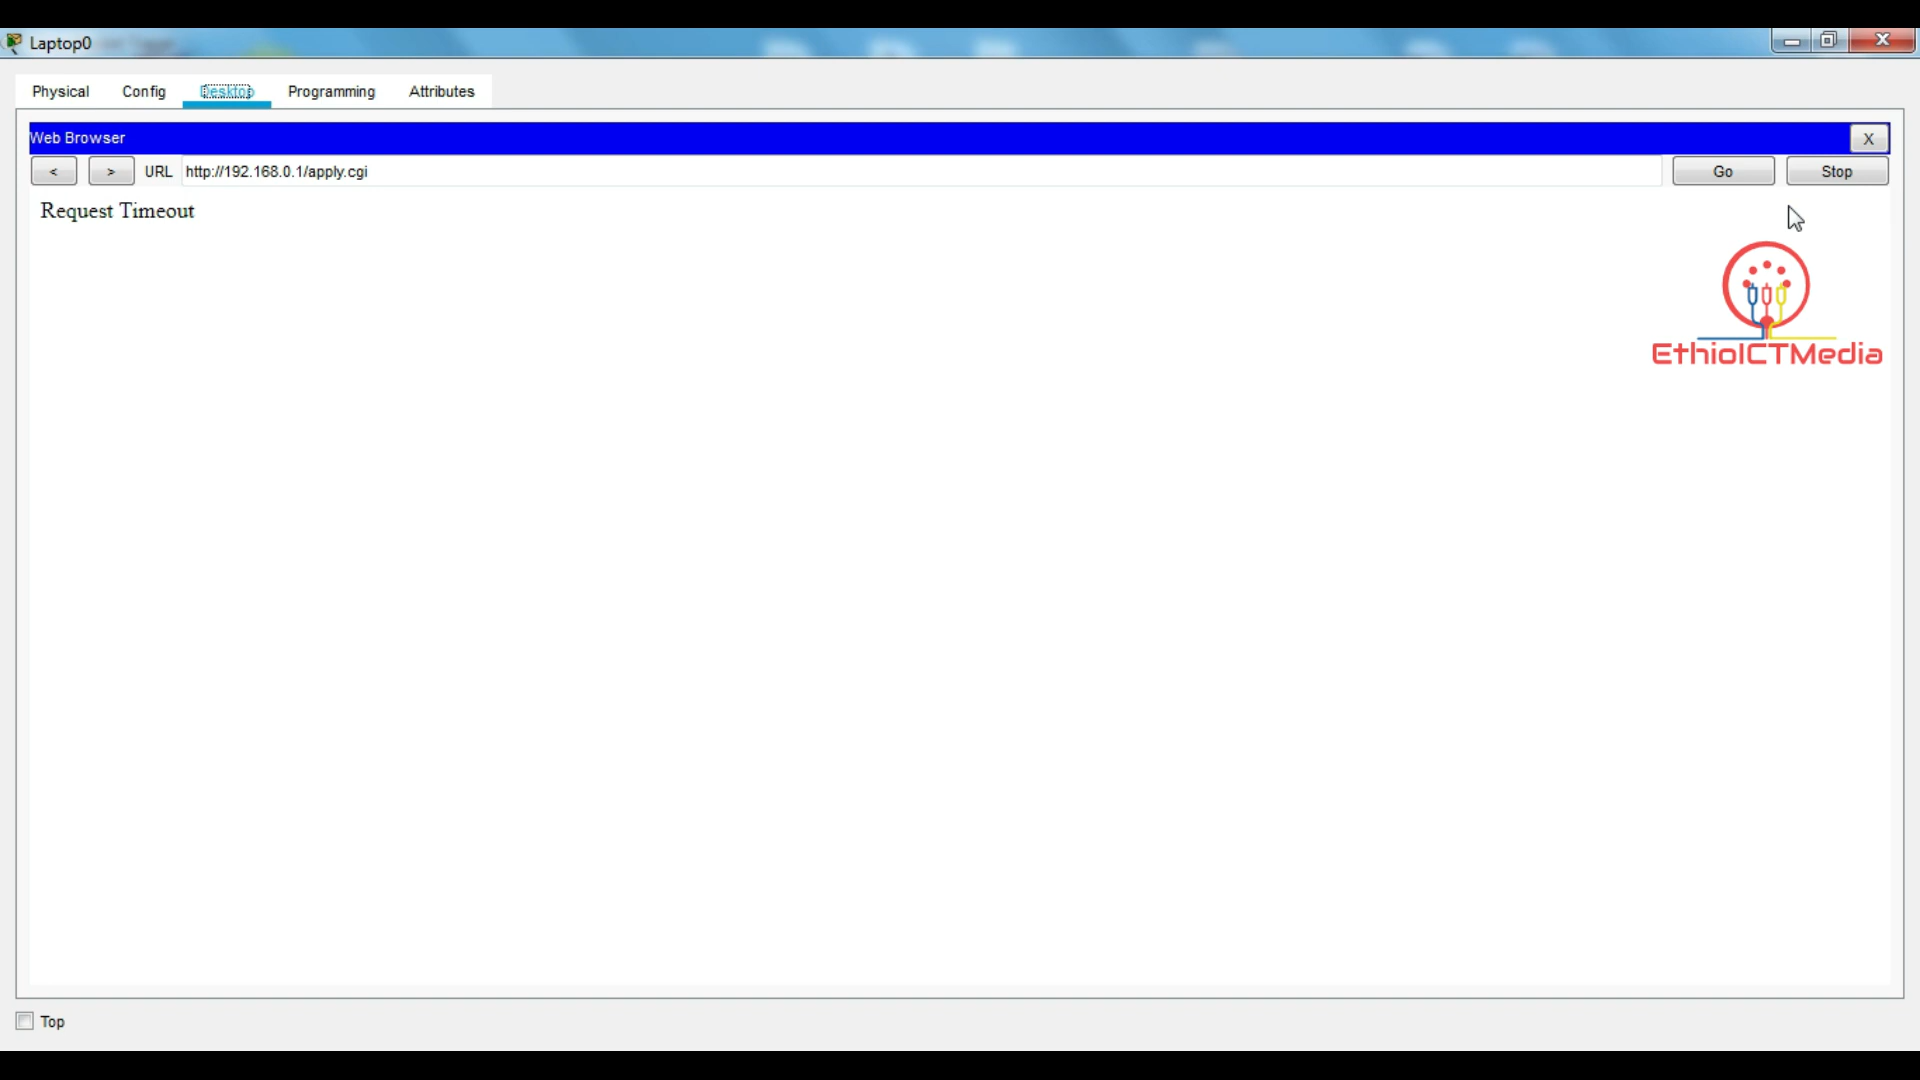 Laptop0
Physical Config Desktop Programming Attributes
Web Browser
X
< > URL http://192.168.0.1/apply.cgi Go Stop
Request Timeout
EthioICTMedia
Top